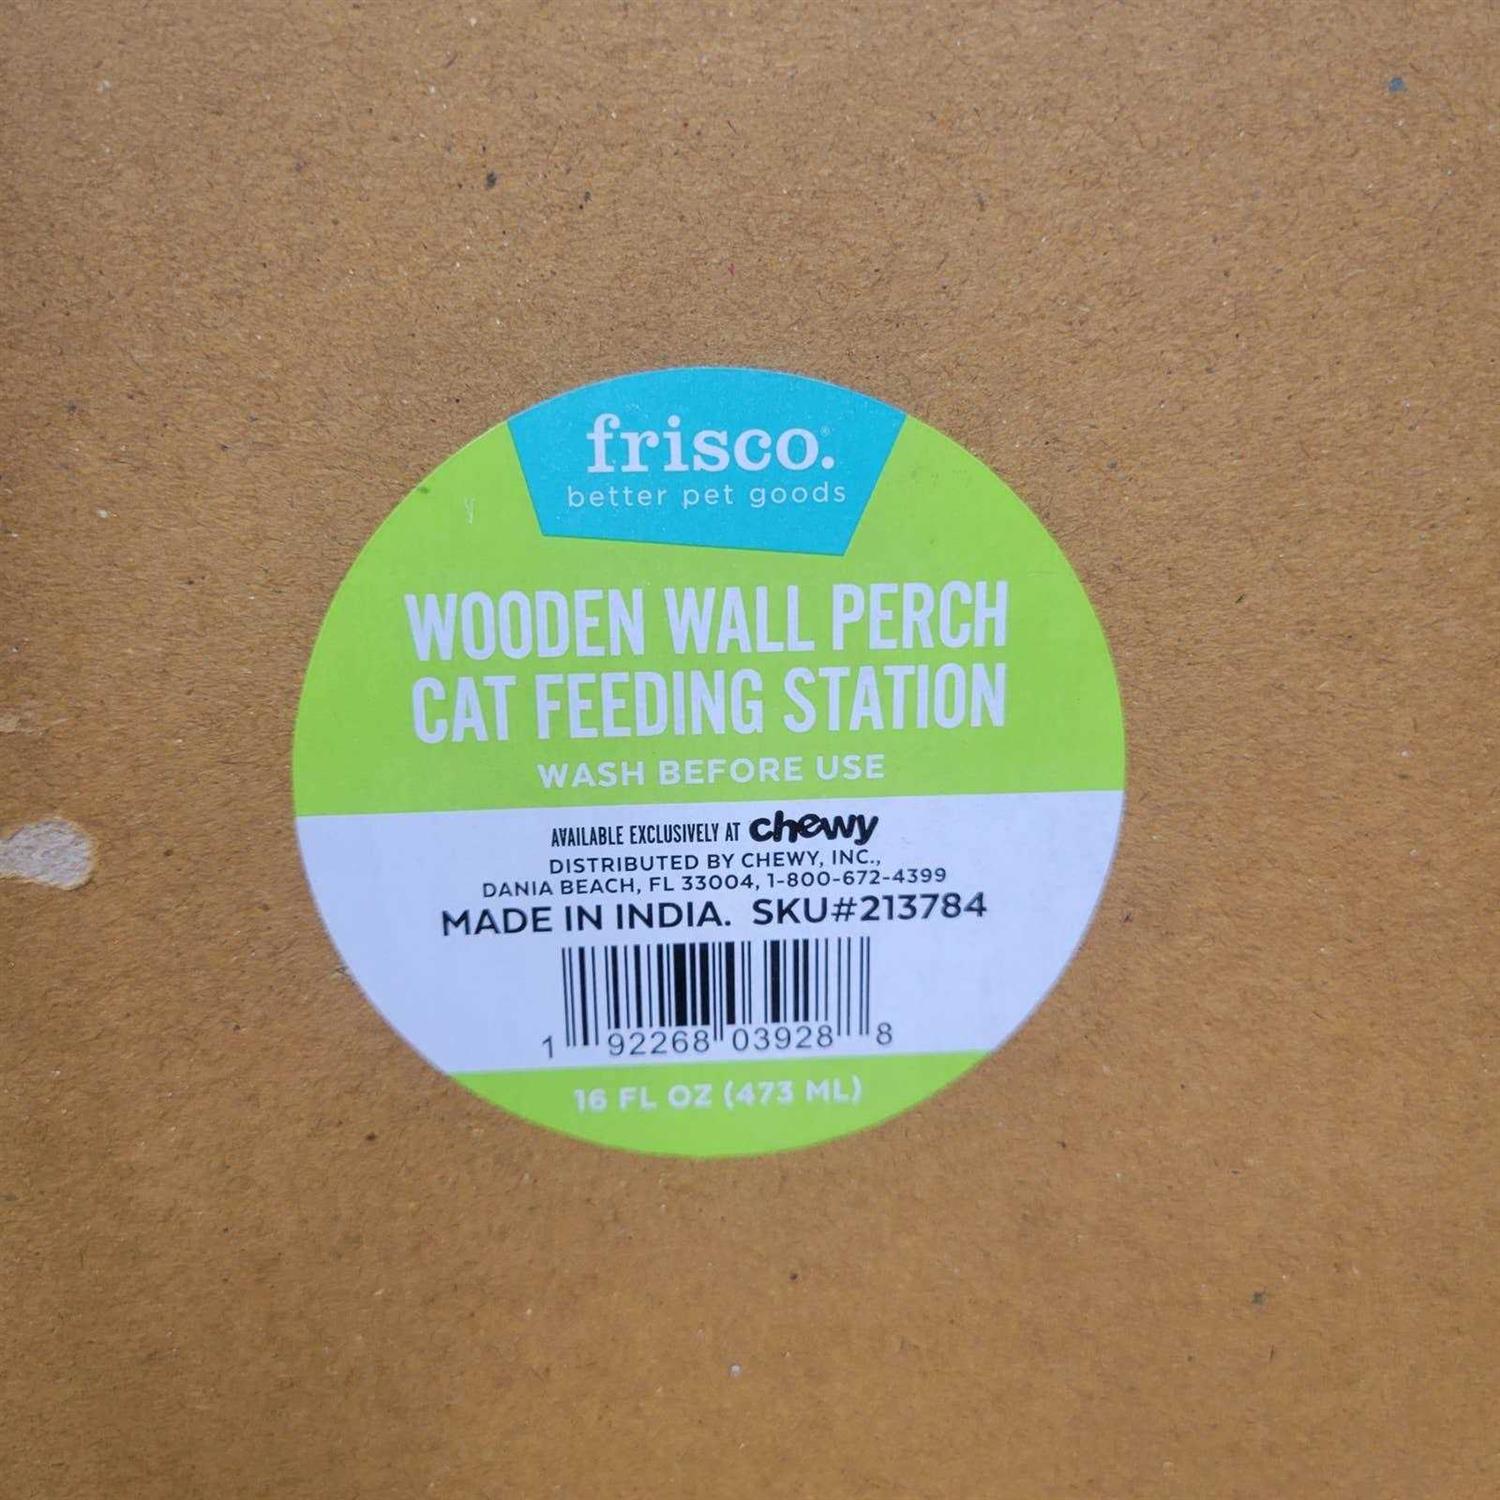 frisco.®
better pet goods
WOODEN WALL PERCH
CAT FEEDING STATION
WASH BEFORE USE
AVAILABLE EXCLUSIVELY AT chewy
DISTRIBUTED BY CHEWY, INC.,
DANIA BEACH, FL 33004, 1-800-672-4399
MADE IN INDIA. SKU#213784
1 92268 03928 8
16 FL OZ (473 ML)